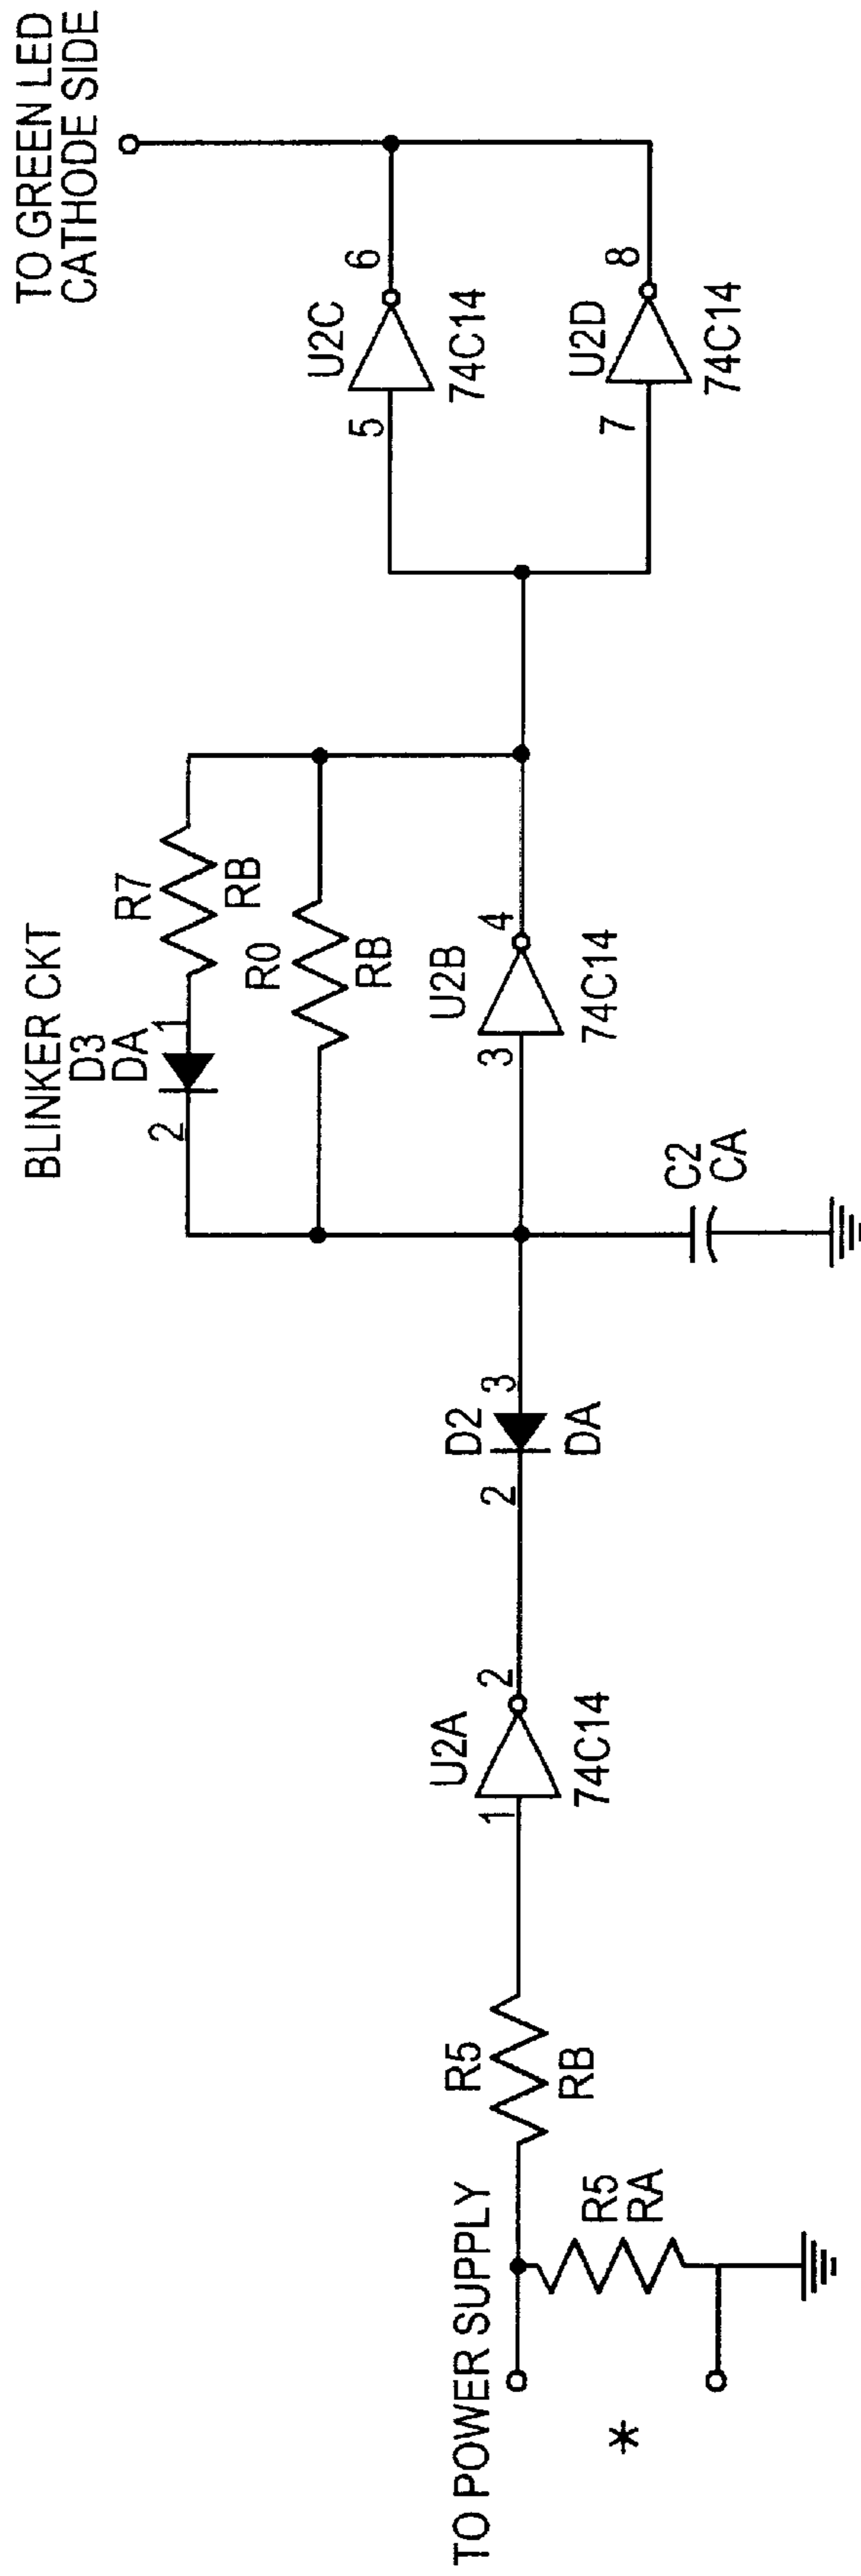 TO POWER SUPPLY
*
R5
RA
R5
RB
1
U2A
2
74C14
2
D2
3
DA
C2
CA
BLINKER CKT
D3
DA
2
1
R7
RB
R0
RB
3
U2B
4
74C14
5
U2C
6
74C14
7
U2D
8
74C14
TO GREEN LED
CATHODE SIDE